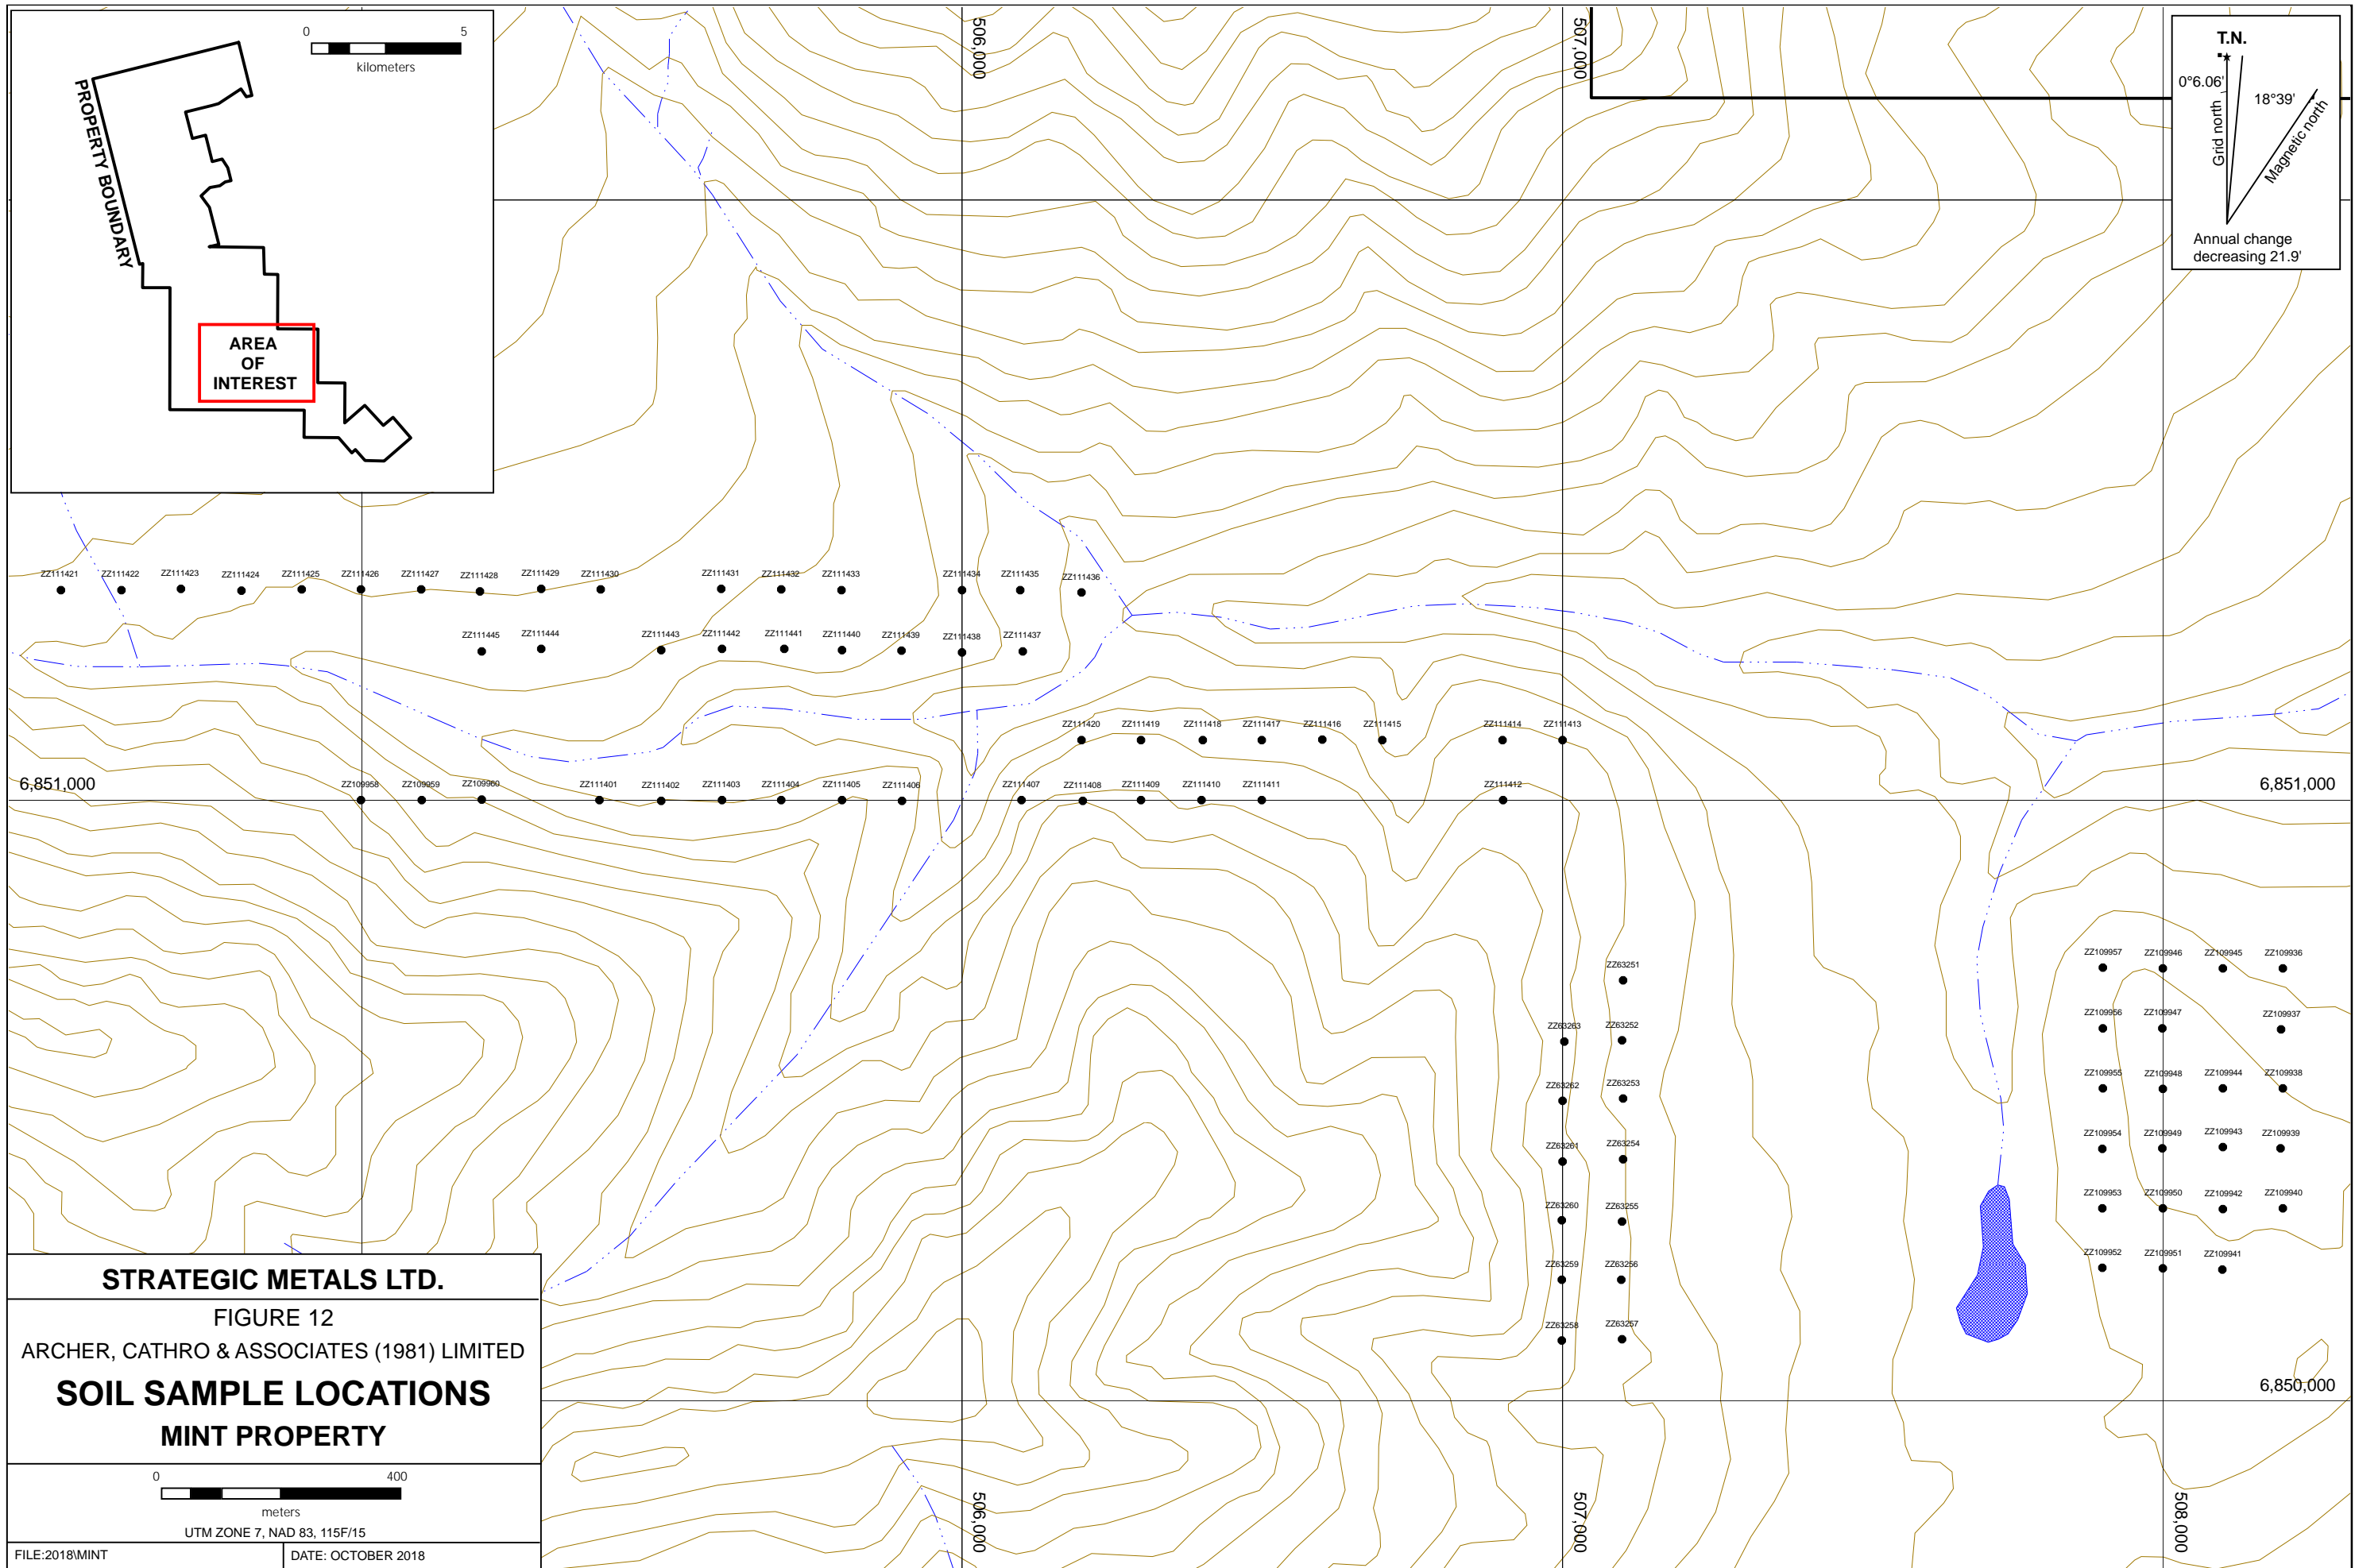 0 5
kilometers
PROPERTY BOUNDARY
AREA
OF
INTEREST
506,000
507,000
T.N.
0°6.06'
18°39'
Grid north
Magnetic north
Annual change
decreasing 21.9'
ZZ111421 ZZ111422 ZZ111423 ZZ111424 ZZ111425 ZZ111426 ZZ111427 ZZ111428 ZZ111429 ZZ111430 ZZ111431 ZZ111432 ZZ111433 ZZ111434 ZZ111435 ZZ111436
ZZ111445 ZZ111444 ZZ111443 ZZ111442 ZZ111441 ZZ111440 ZZ111439 ZZ111438 ZZ111437
ZZ111420 ZZ111419 ZZ111418 ZZ111417 ZZ111416 ZZ111415 ZZ111414 ZZ111413
6,851,000 6,851,000
ZZ109958 ZZ109959 ZZ109960 ZZ111401 ZZ111402 ZZ111403 ZZ111404 ZZ111405 ZZ111406 ZZ111407 ZZ111408 ZZ111409 ZZ111410 ZZ111411 ZZ111412
ZZ63251 ZZ109957 ZZ109946 ZZ109945 ZZ109936
ZZ63263 ZZ63252 ZZ109956 ZZ109947 ZZ109937
ZZ63262 ZZ63253 ZZ109955 ZZ109948 ZZ109944 ZZ109938
ZZ63261 ZZ63254 ZZ109954 ZZ109949 ZZ109943 ZZ109939
ZZ63260 ZZ63255 ZZ109953 ZZ109950 ZZ109942 ZZ109940
ZZ63259 ZZ63256 ZZ109952 ZZ109951 ZZ109941
ZZ63258 ZZ63257
6,850,000
506,000
507,000
508,000
STRATEGIC METALS LTD.
FIGURE 12
ARCHER, CATHRO & ASSOCIATES (1981) LIMITED
SOIL SAMPLE LOCATIONS
MINT PROPERTY
0 400
meters
UTM ZONE 7, NAD 83, 115F/15
FILE:2018\MINT DATE: OCTOBER 2018